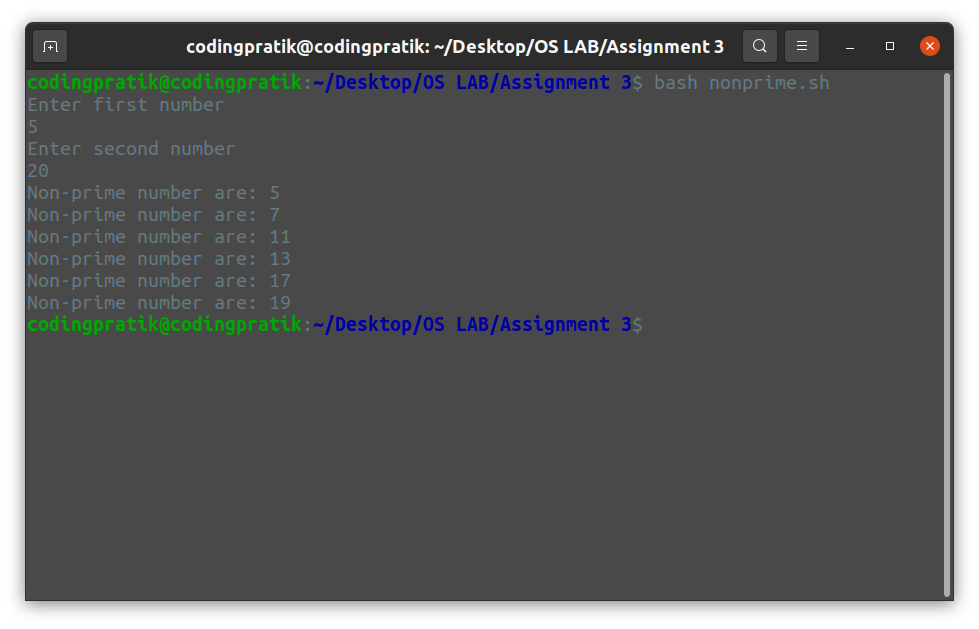 codingpratik@codingpratik: ~/Desktop/OS LAB/Assignment 3
codingpratik@codingpratik:~/Desktop/OS LAB/Assignment 3$ bash nonprime.sh
Enter first number
5
Enter second number
20
Non-prime number are: 5
Non-prime number are: 7
Non-prime number are: 11
Non-prime number are: 13
Non-prime number are: 17
Non-prime number are: 19
codingpratik@codingpratik:~/Desktop/OS LAB/Assignment 3$